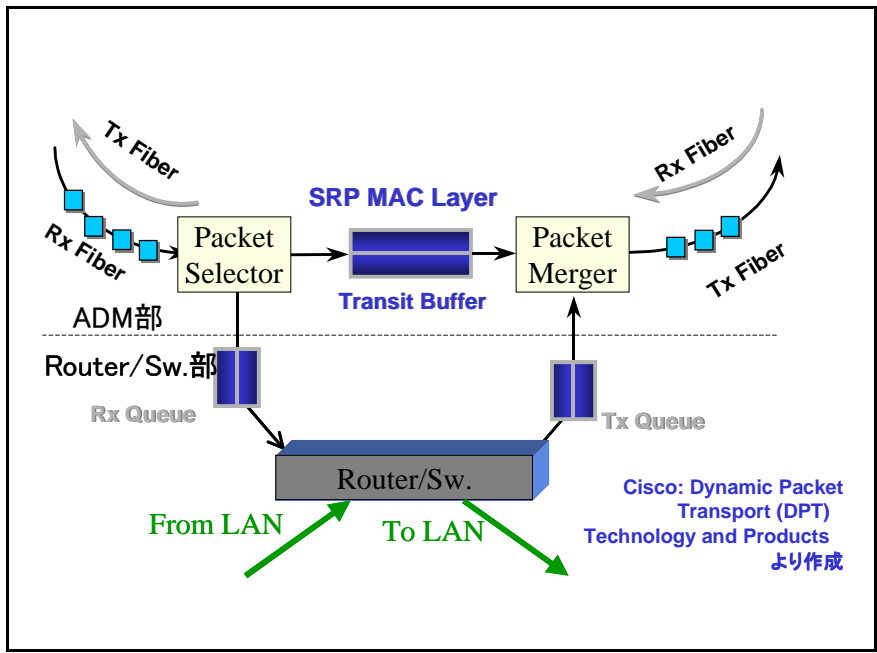 Tx Fiber
Rx Fiber
SRP MAC Layer
Rx Fiber
Tx Fiber
Packet
Selector
Packet
Merger
Transit Buffer
ADM部
Router/Sw.部
Rx Queue
Tx Queue
Router/Sw.
From LAN
To LAN
Cisco: Dynamic Packet
Transport (DPT)
Technology and Products
より作成